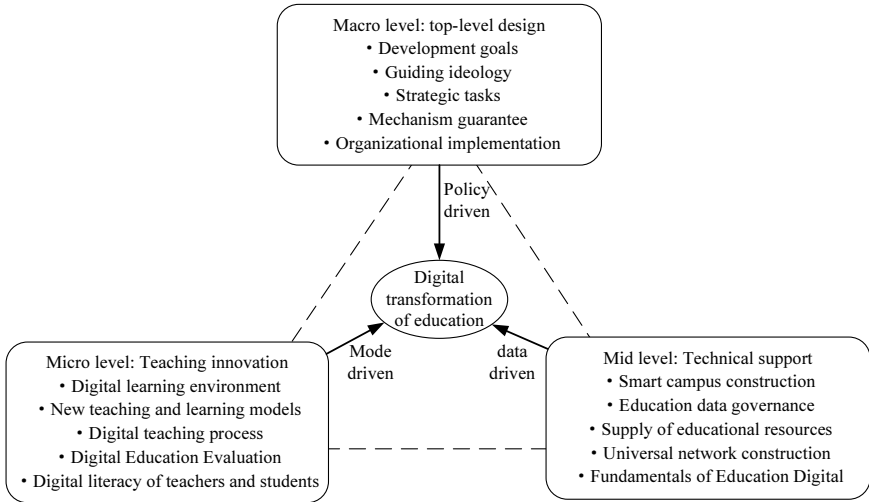 Macro level: top-level design
• Development goals
• Guiding ideology
• Strategic tasks
• Mechanism guarantee
• Organizational implementation
Policy
driven
Digital
transformation
of education
Mode
driven
data
driven
Micro level: Teaching innovation
• Digital learning environment
• New teaching and learning models
• Digital teaching process
• Digital Education Evaluation
• Digital literacy of teachers and students
Mid level: Technical support
• Smart campus construction
• Education data governance
• Supply of educational resources
• Universal network construction
• Fundamentals of Education Digital